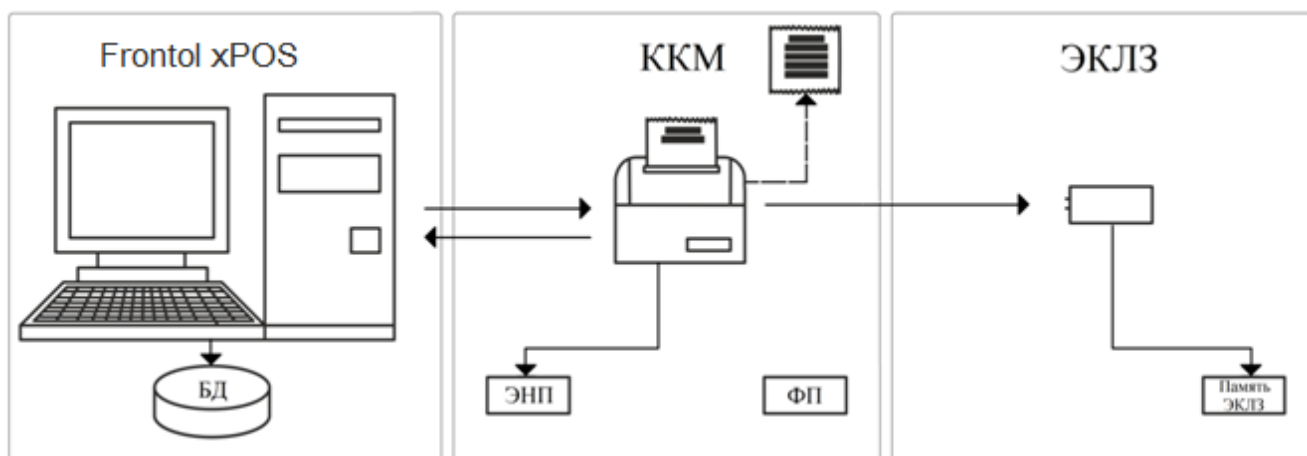 Frontol xPOS
ККМ
ЭКЛЗ
БД
ЭНП
ФП
Память
ЭКЛЗ